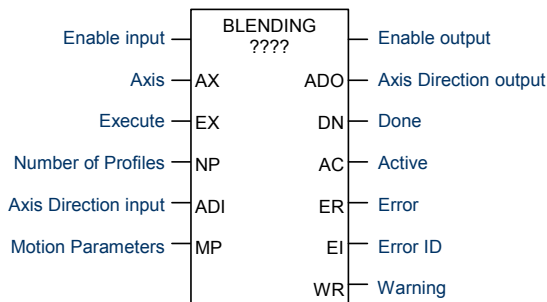 BLENDING
????
Enable input
Enable output
Axis AX
ADO Axis Direction output
Execute EX
DN Done
Number of Profiles NP
AC Active
Axis Direction input ADI
ER Error
Motion Parameters MP
EI Error ID
WR Warning